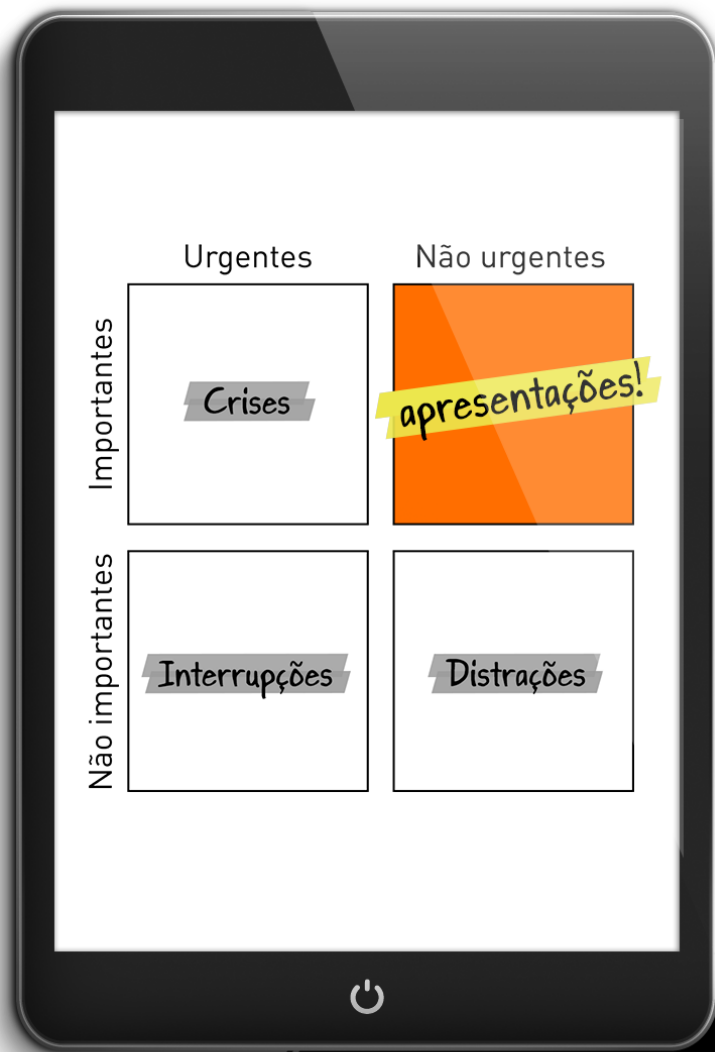 Urgentes
Não urgentes
Importantes
Crises
apresentações!
Não importantes
Interrupções
Distrações